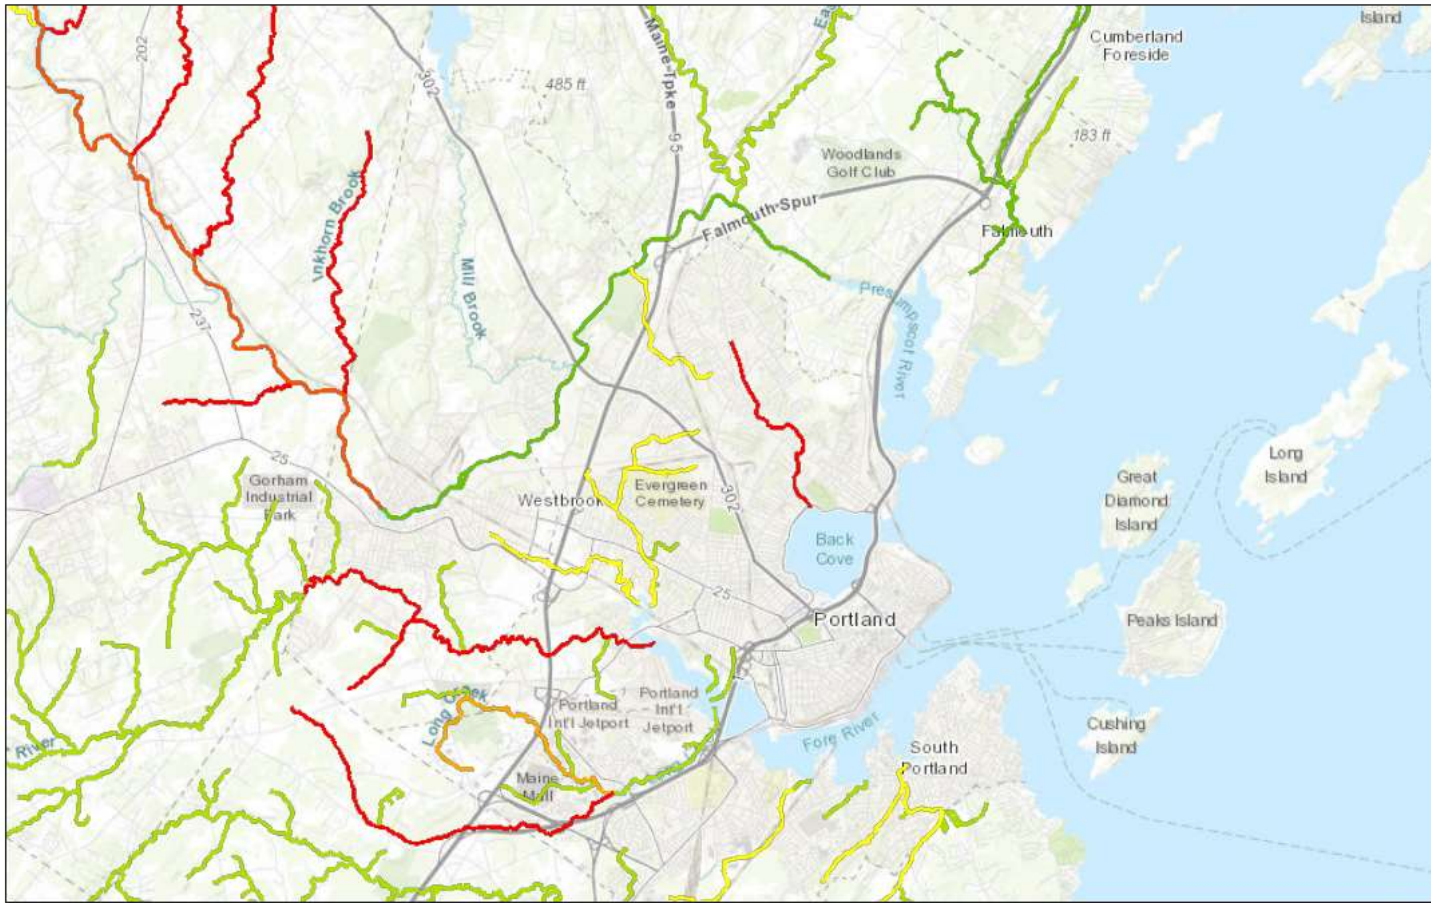 Island
Cumberland
Foreside
202
302
Maine Tpke
485 ft
95
183 ft
Woodlands
Golf Club
Inkhorn Brook
Falmouth Spur
Falmouth
Mill Brook
Presumpscot River
237
25
Gorham
Industrial
Park
Westbrook
Evergreen
Cemetery
302
Long
Island
Great
Diamond
Island
Back
Cove
25
Portland
Peaks Island
Long Creek
Portland
Int'l Jetport
Portland
Int'l
Jetport
River
Fore River
Cushing
Island
South
Portland
Maine
Mall